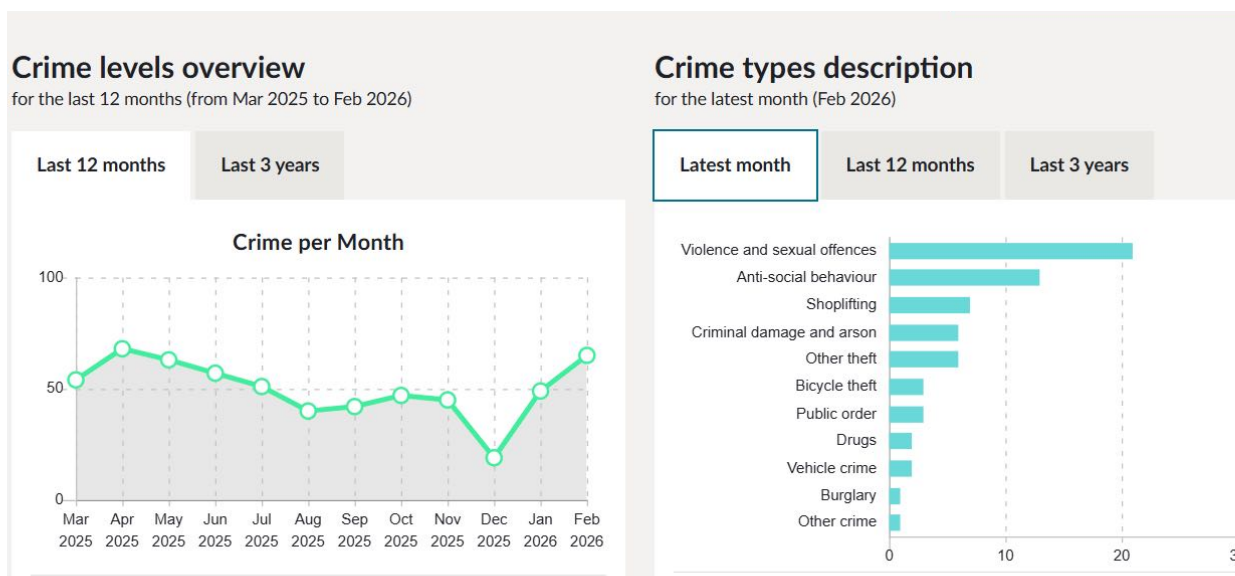 Crime levels overview
for the last 12 months (from Mar 2025 to Feb 2026)
Last 12 months
Last 3 years
Crime per Month
100
50
0
Mar Apr May Jun Jul Aug Sep Oct Nov Dec Jan Feb
2025 2025 2025 2025 2025 2025 2025 2025 2025 2025 2026 2026
Crime types description
for the latest month (Feb 2026)
Latest month
Last 12 months
Last 3 years
Violence and sexual offences
Anti-social behaviour
Shoplifting
Criminal damage and arson
Other theft
Bicycle theft
Public order
Drugs
Vehicle crime
Burglary
Other crime
0 10 20